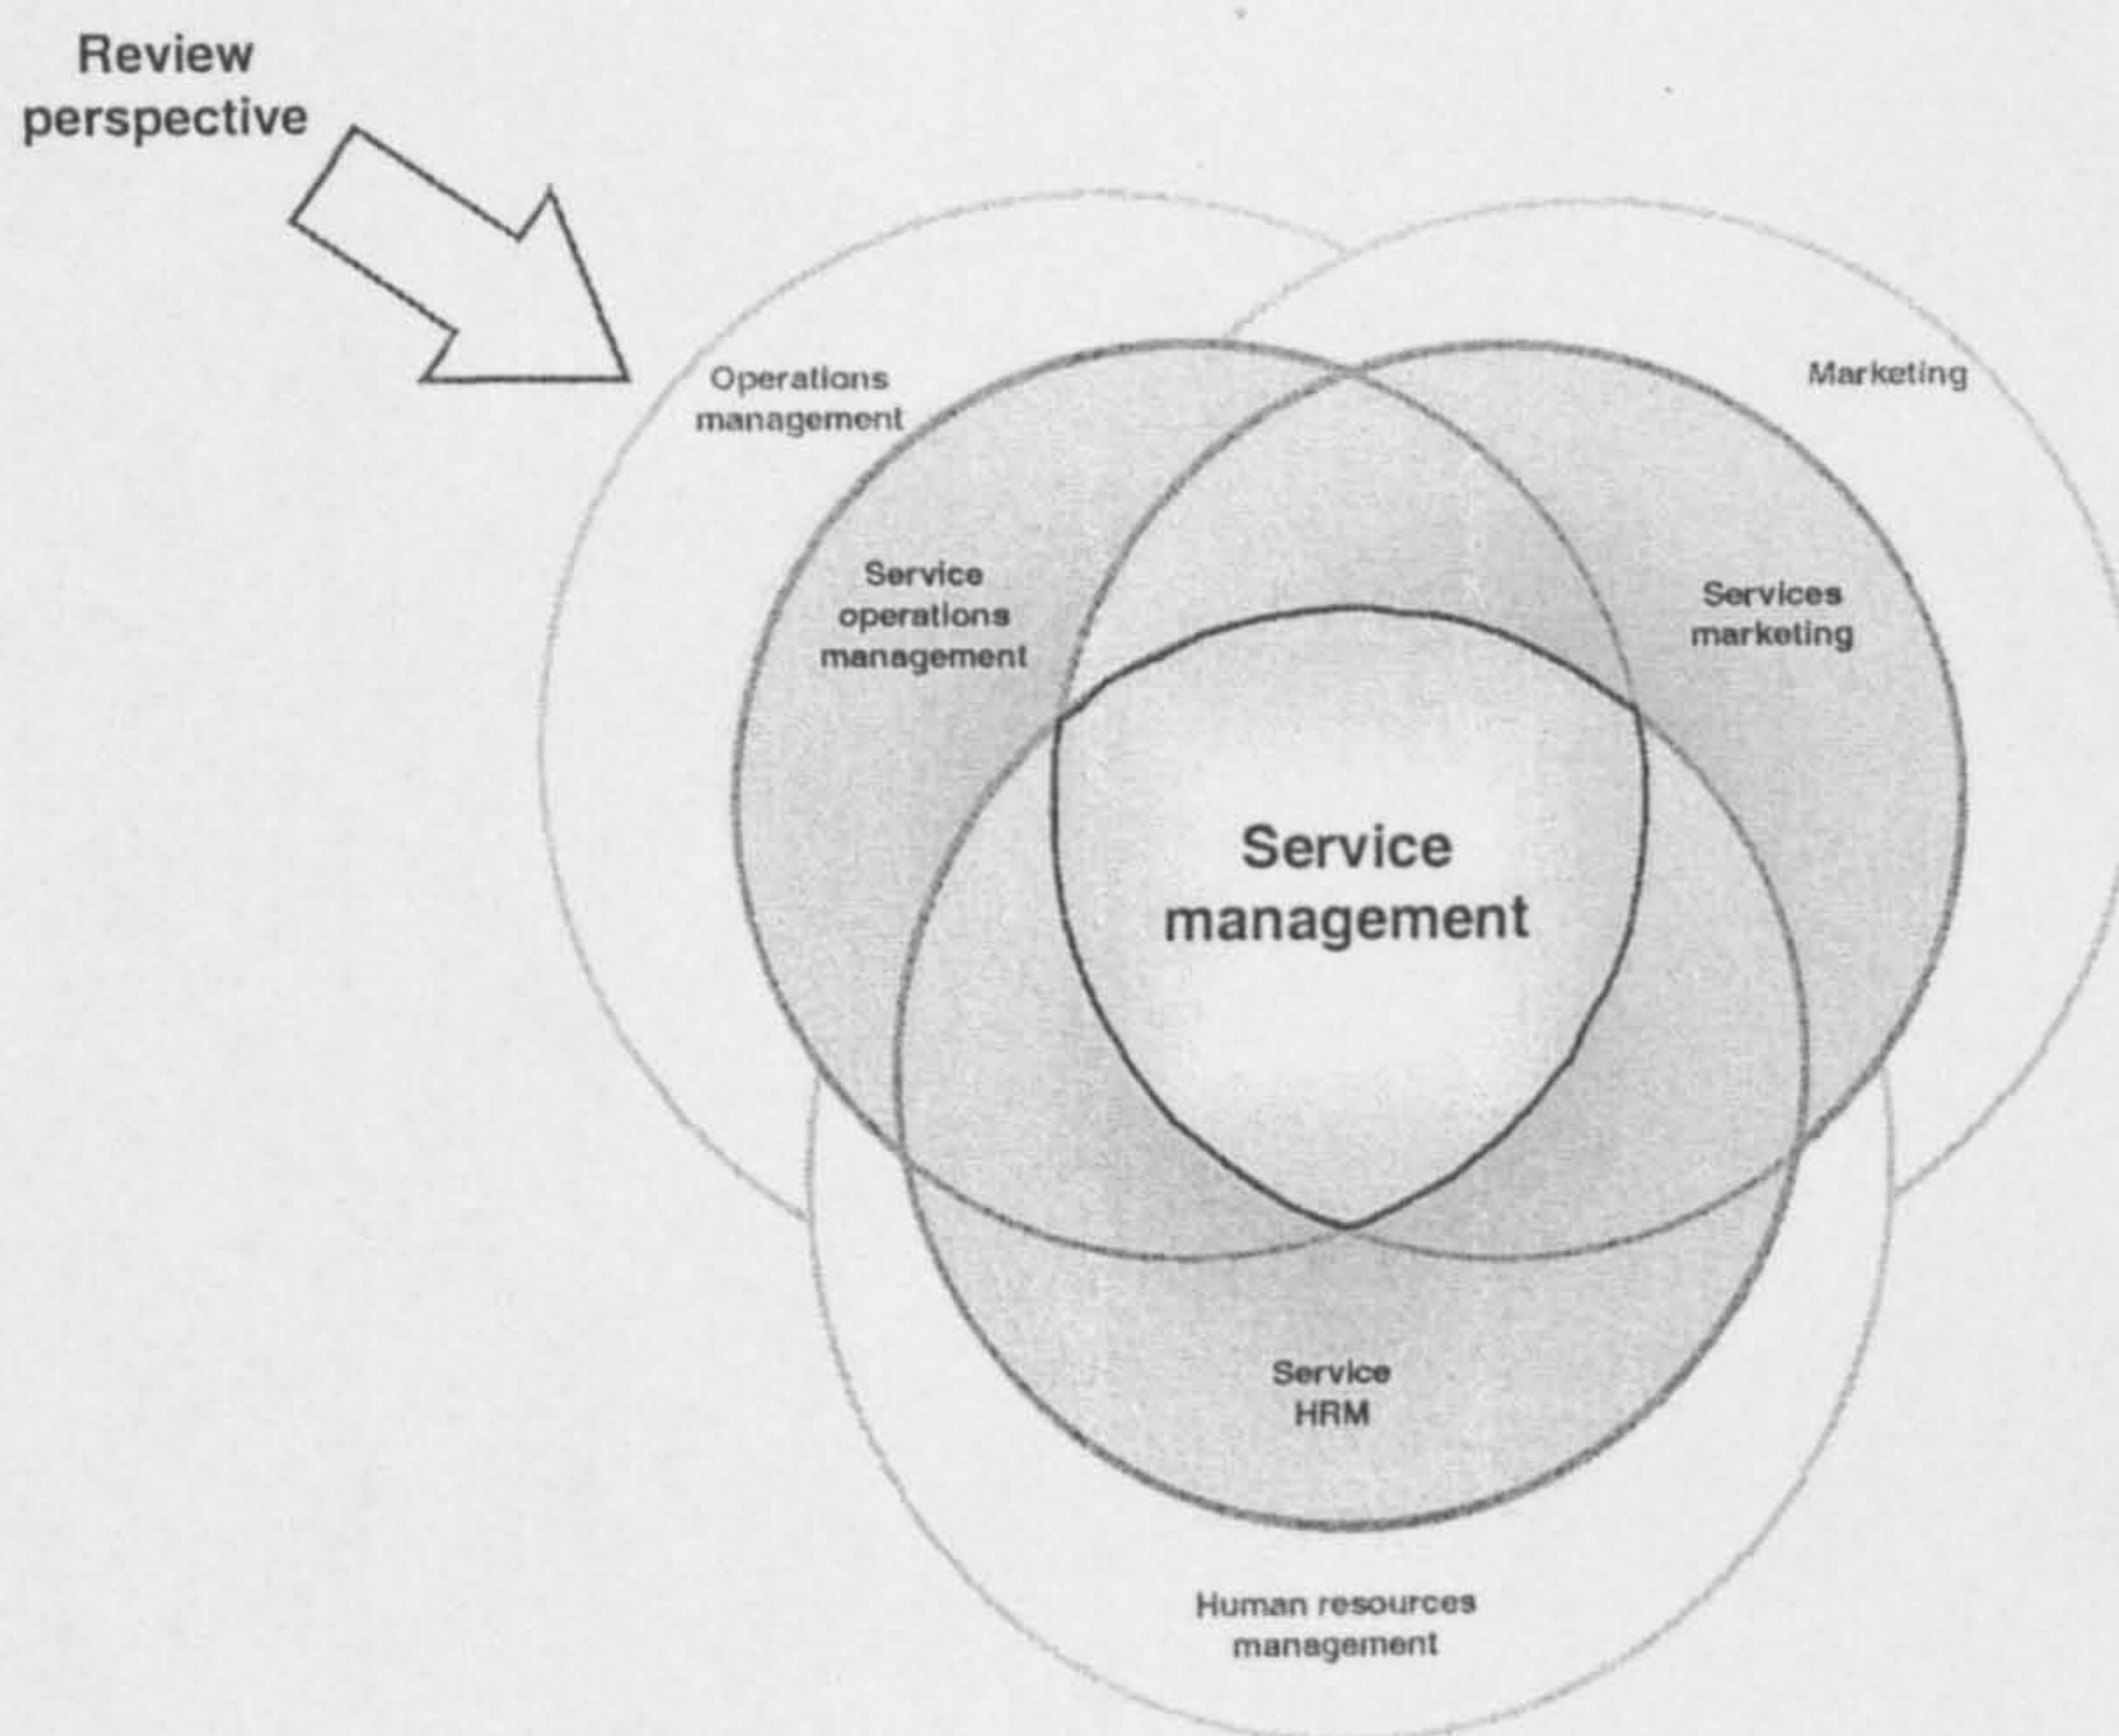 Review
perspective
Operations
management
Marketing
Service
operations
management
Services
marketing
Service
management
Service
HRM
Human resources
management